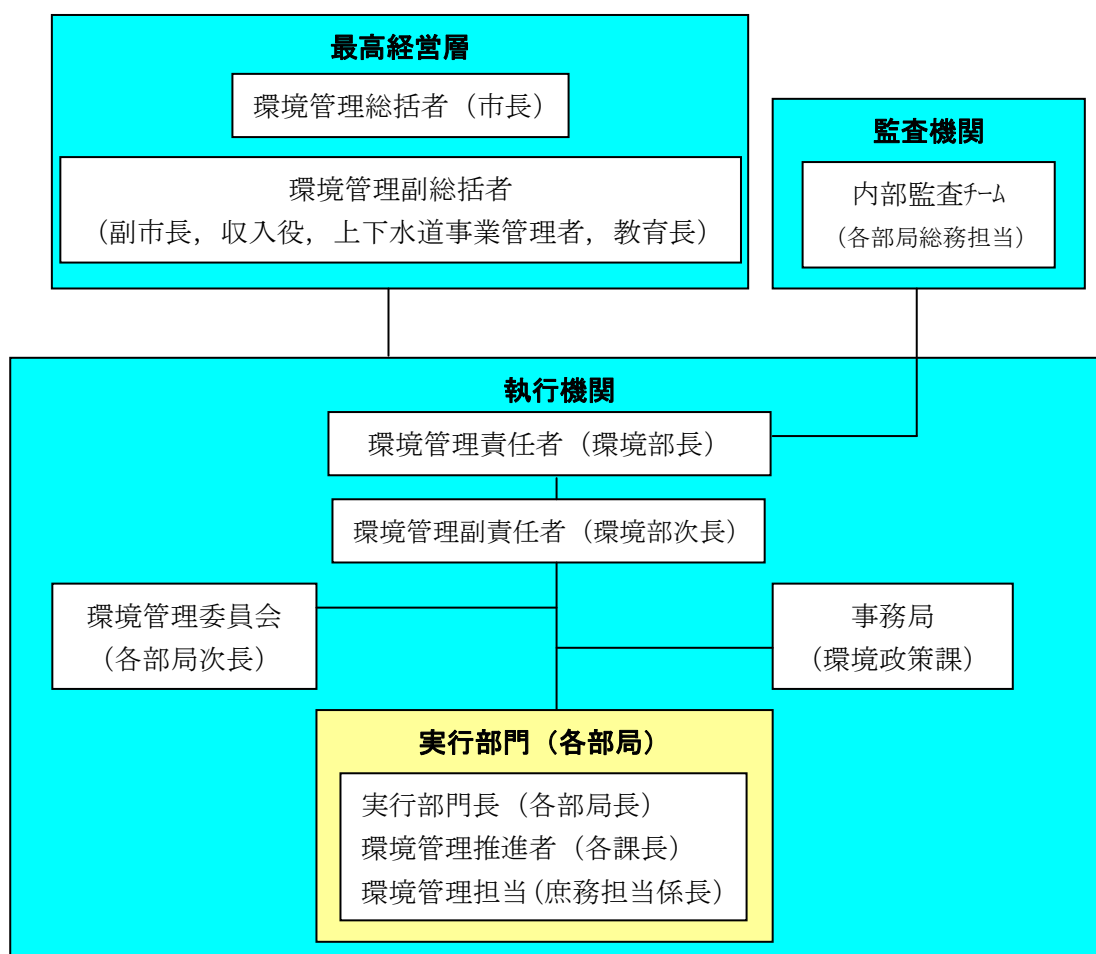 最高経営層
環境管理総括者（市長）
環境管理副総括者
（副市長，収入役，上下水道事業管理者，教育長）
監査機関
内部監査ﾁｰﾑ
（各部局総務担当）
執行機関
環境管理責任者（環境部長）
環境管理副責任者（環境部次長）
環境管理委員会
（各部局次長）
事務局
（環境政策課）
実行部門（各部局）
実行部門長（各部局長）
環境管理推進者（各課長）
環境管理担当（庶務担当係長）